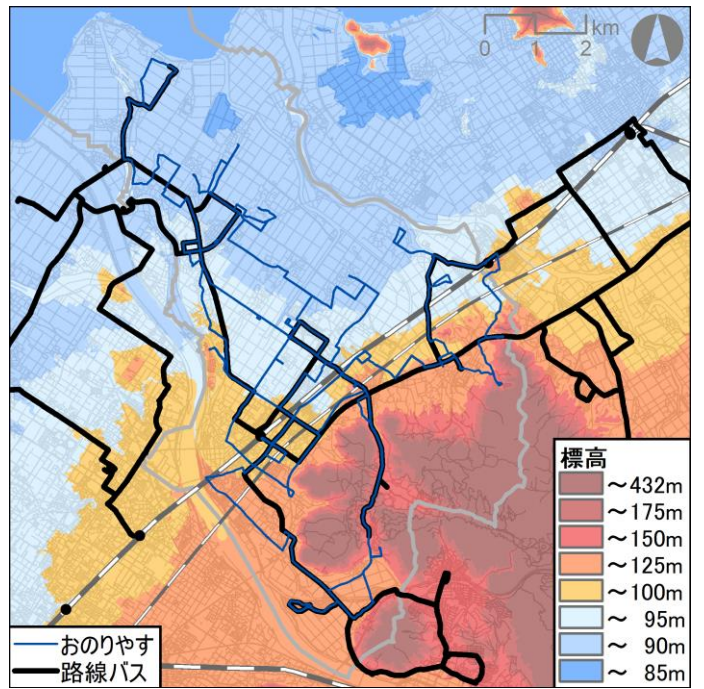 km
0 1 2
標高
～432m
～175m
～150m
～125m
～100m
～ 95m
～ 90m
～ 85m
おのりやす
路線バス